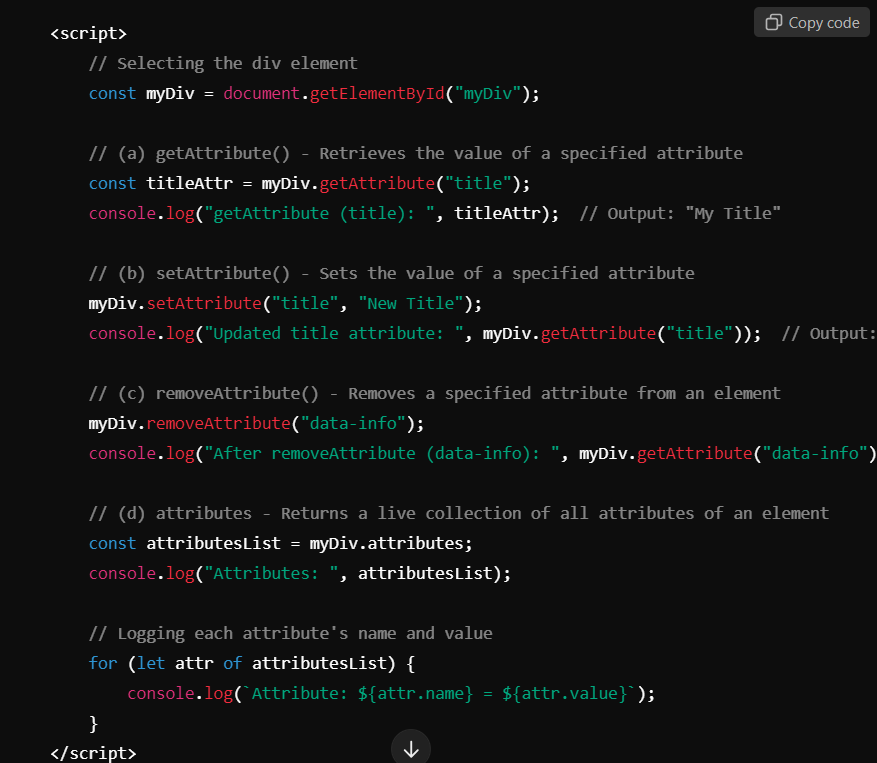 Copy code
<script>
// Selecting the div element
const myDiv = document.getElementById("myDiv");
// (a) getAttribute() - Retrieves the value of a specified attribute
const titleAttr = myDiv.getAttribute("title");
console.log("getAttribute (title): ", titleAttr);  // Output: "My Title"
// (b) setAttribute() - Sets the value of a specified attribute
myDiv.setAttribute("title", "New Title");
console.log("Updated title attribute: ", myDiv.getAttribute("title"));  // Output:
// (c) removeAttribute() - Removes a specified attribute from an element
myDiv.removeAttribute("data-info");
console.log("After removeAttribute (data-info): ", myDiv.getAttribute("data-info")
// (d) attributes - Returns a live collection of all attributes of an element
const attributesList = myDiv.attributes;
console.log("Attributes: ", attributesList);
// Logging each attribute's name and value
for (let attr of attributesList) {
console.log(`Attribute: ${attr.name} = ${attr.value}`);
}
</script>